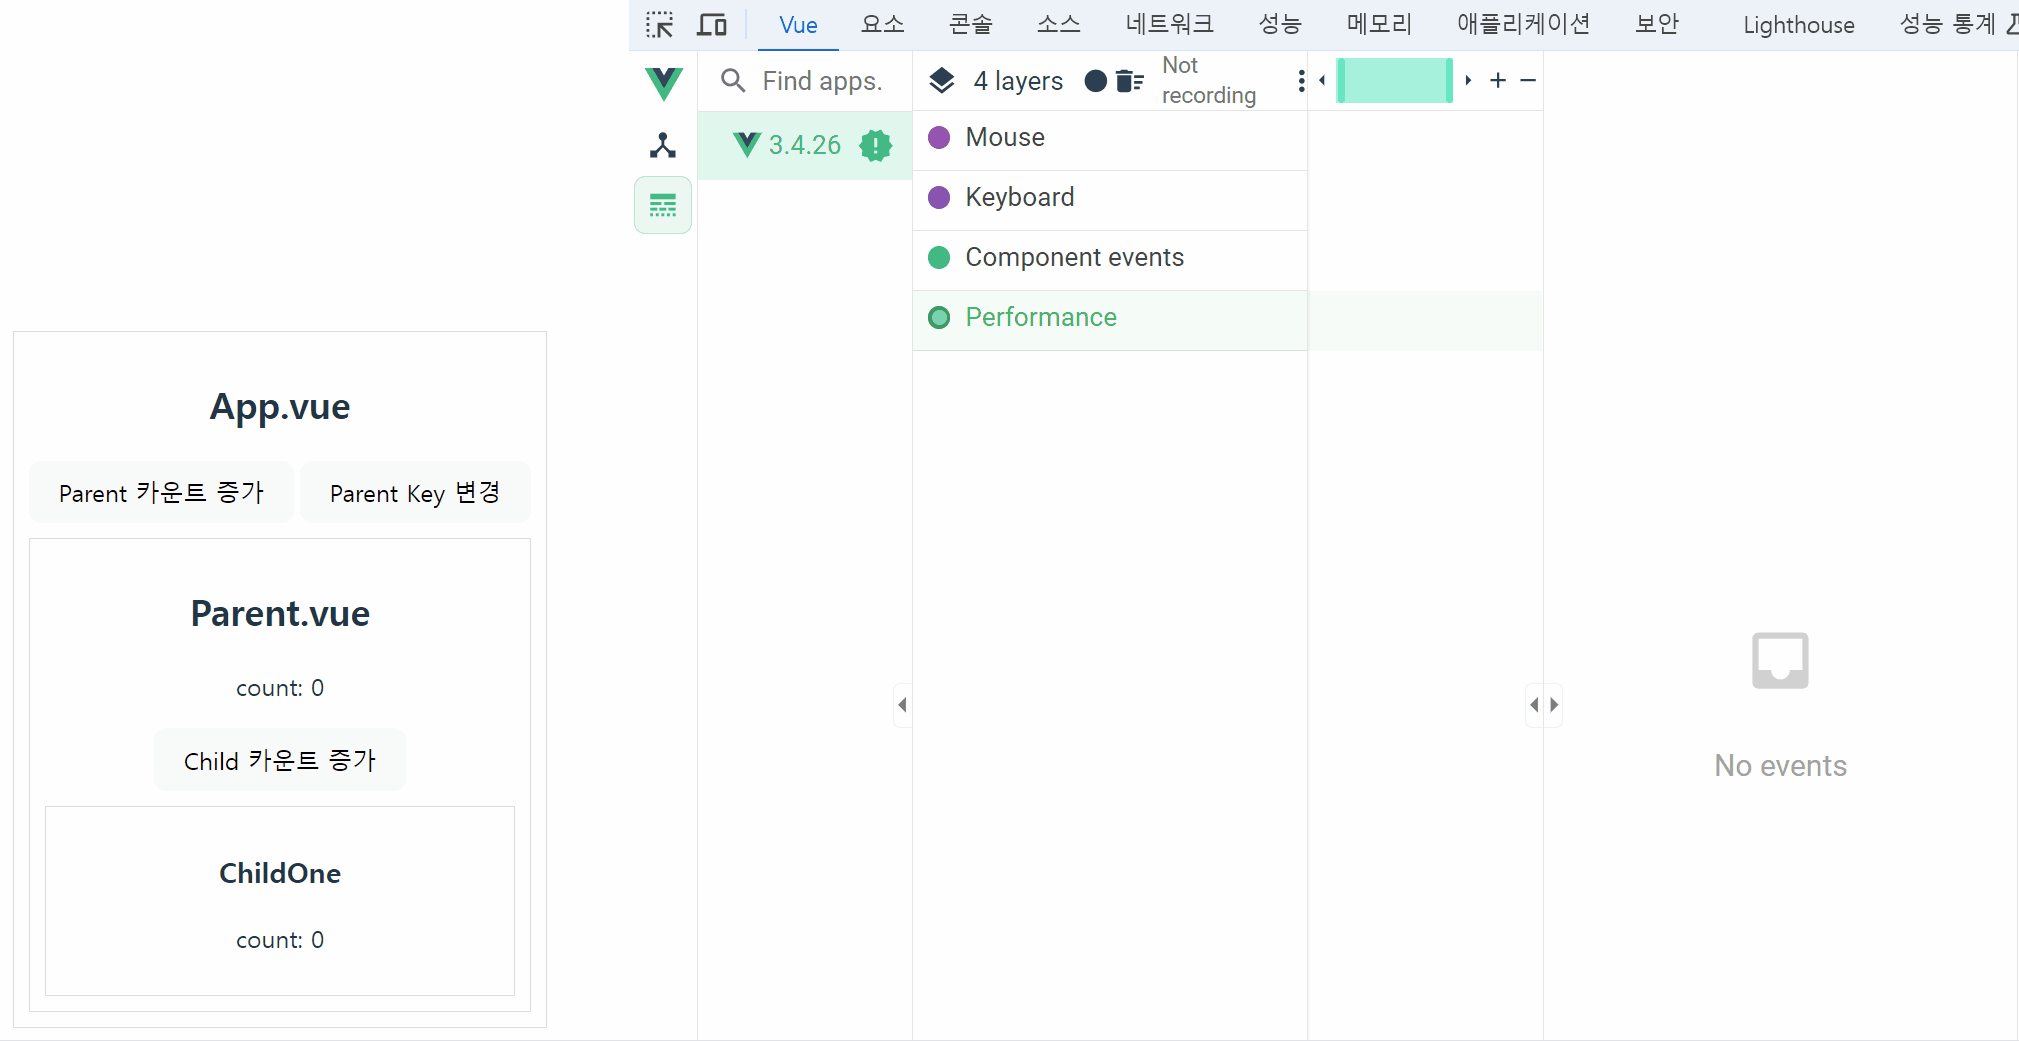 Vue 요소 콘솔 소스 네트워크 성능 메모리 애플리케이션 보안 Lighthouse 성능 통계
Find apps.
4 layers
Not
recording
3.4.26
Mouse
Keyboard
Component events
Performance
No events
App.vue
Parent 카운트 증가
Parent Key 변경
Parent.vue
count: 0
Child 카운트 증가
ChildOne
count: 0